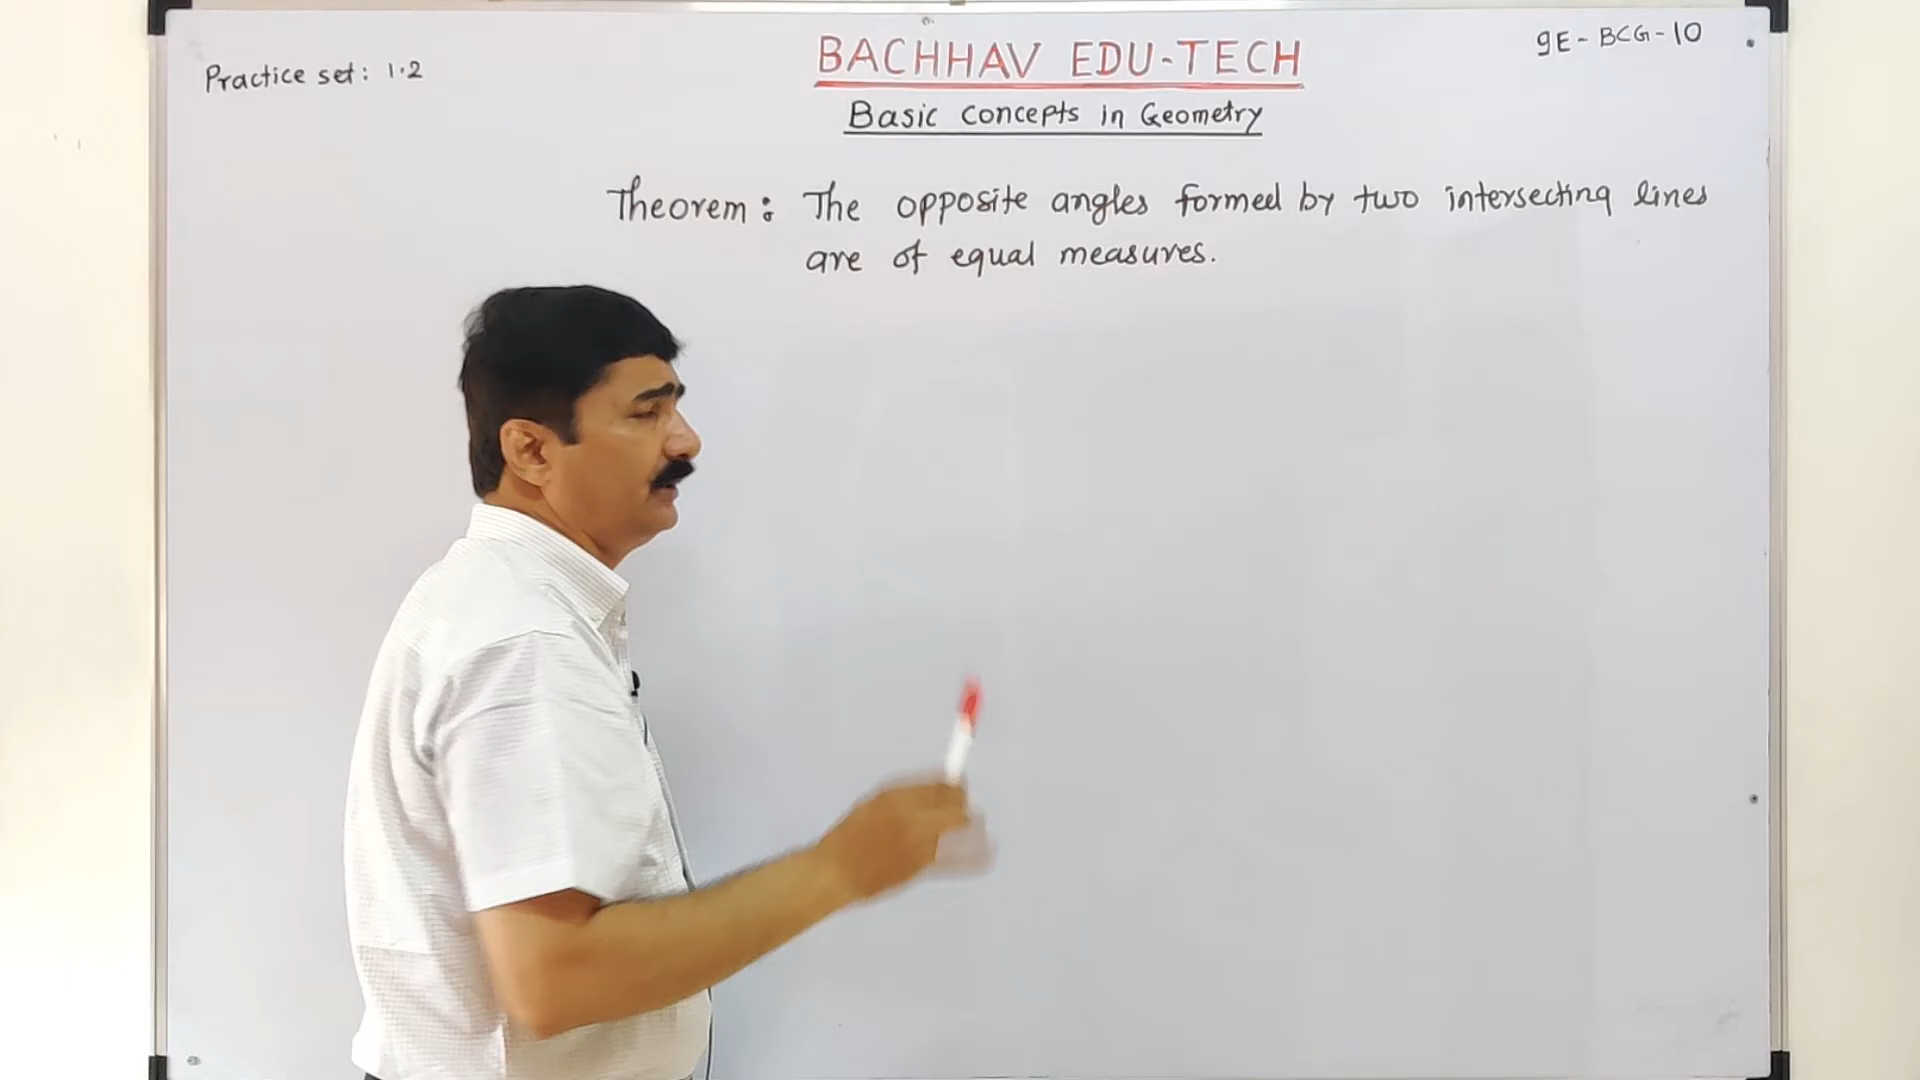 BACHHAV EDU-TECH
9E-BCG-10
Practice set: 1.2
Basic concepts in Geometry
Theorem: The opposite angles formed by two intersecting lines
are of equal measures.